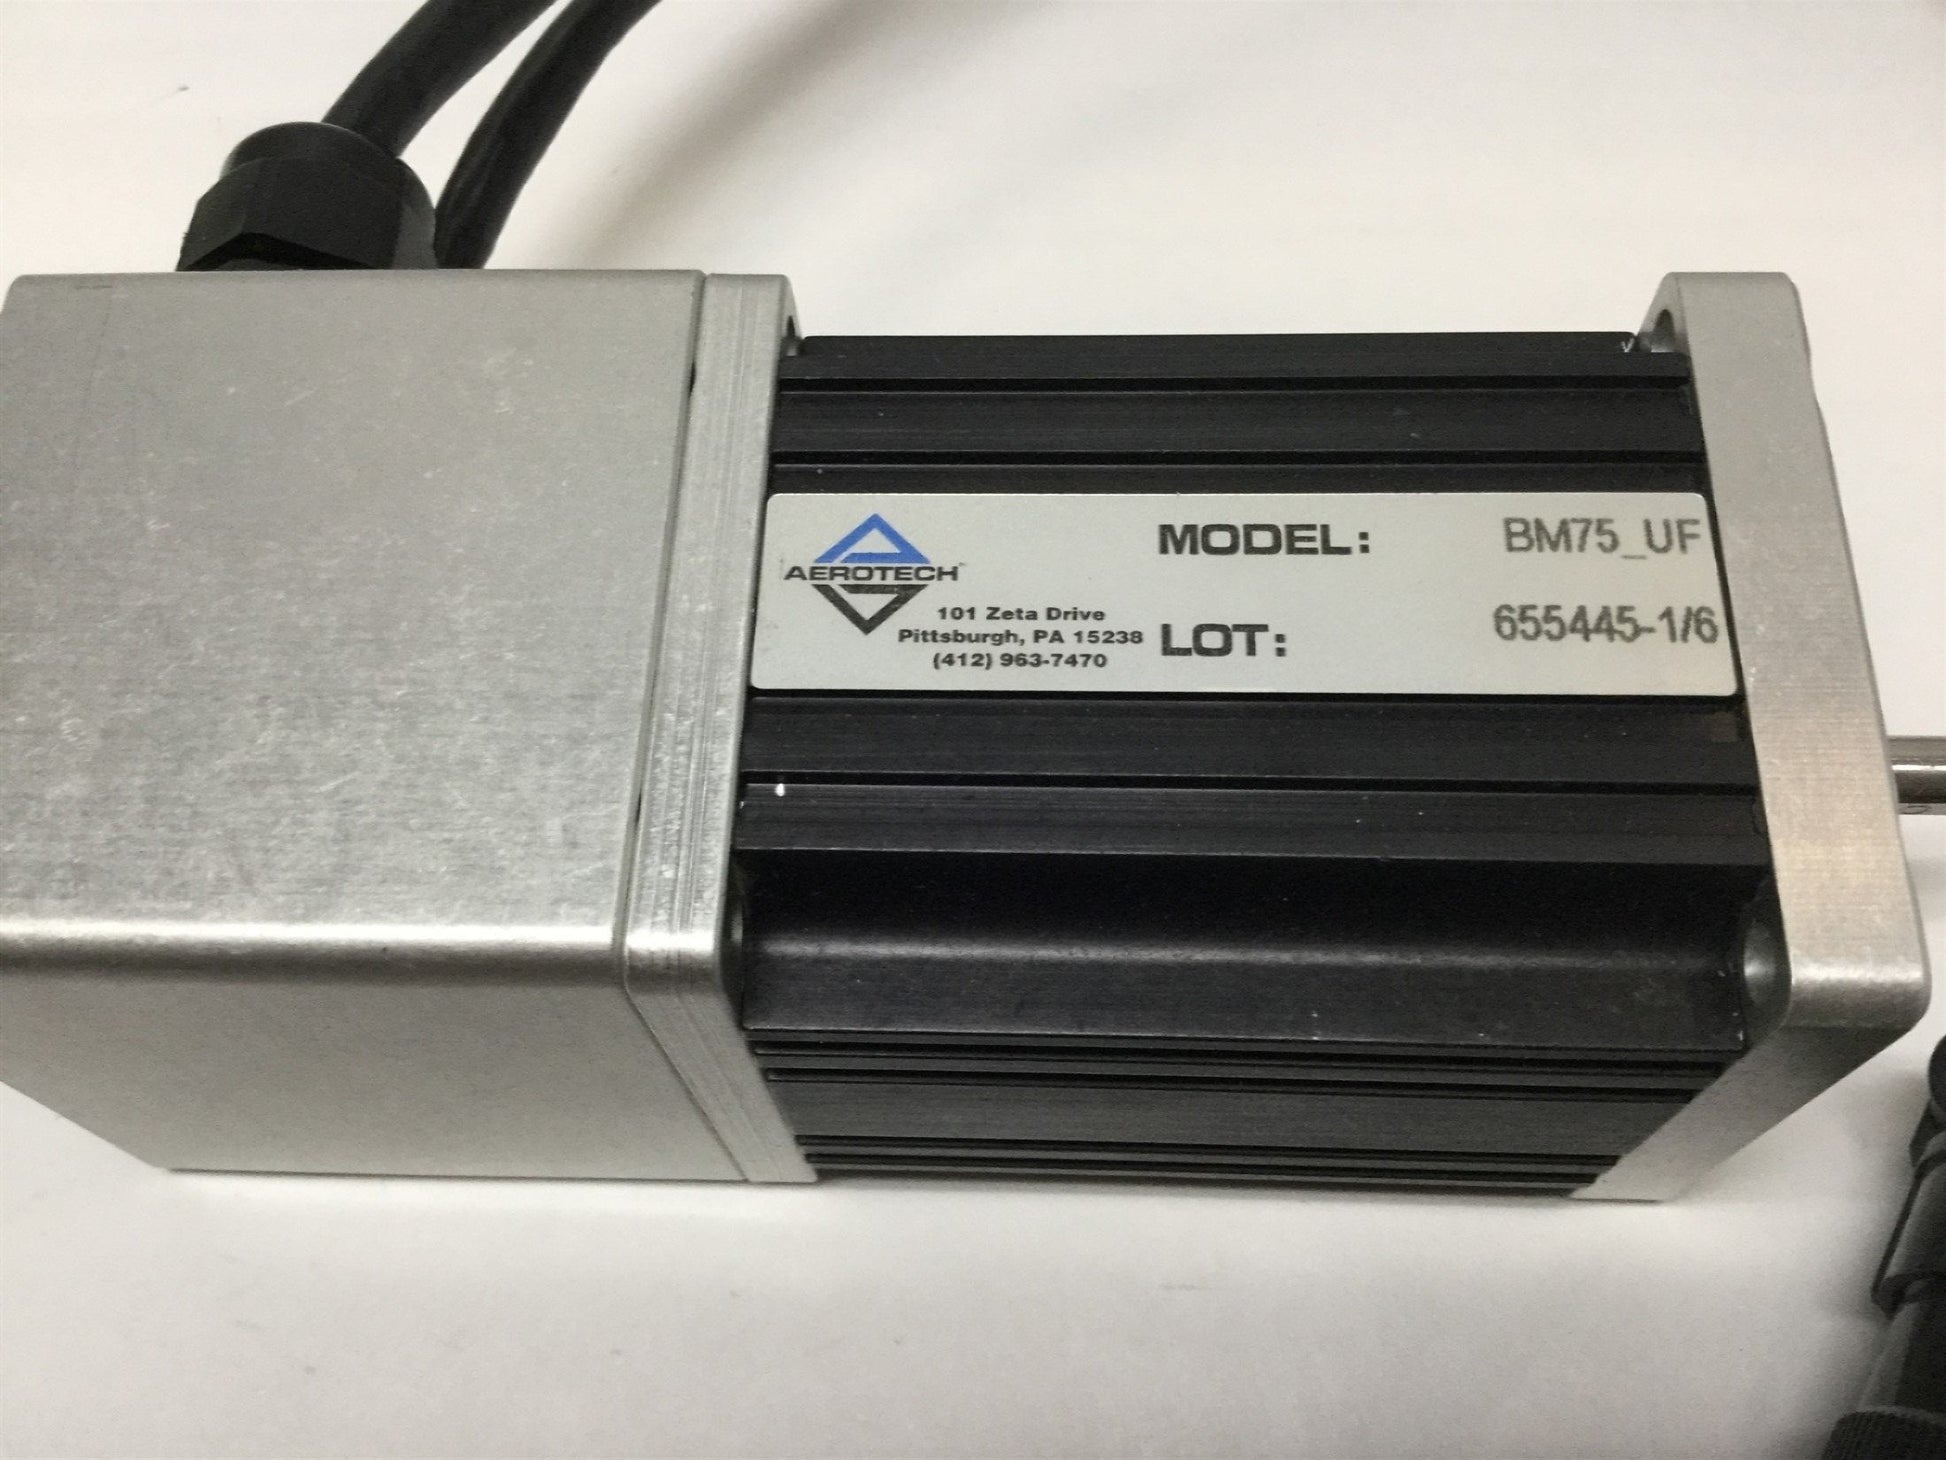 AEROTECH
101 Zeta Drive
Pittsburgh, PA 15238
(412) 963-7470
MODEL: BM75_UF
LOT: 655445-1/6